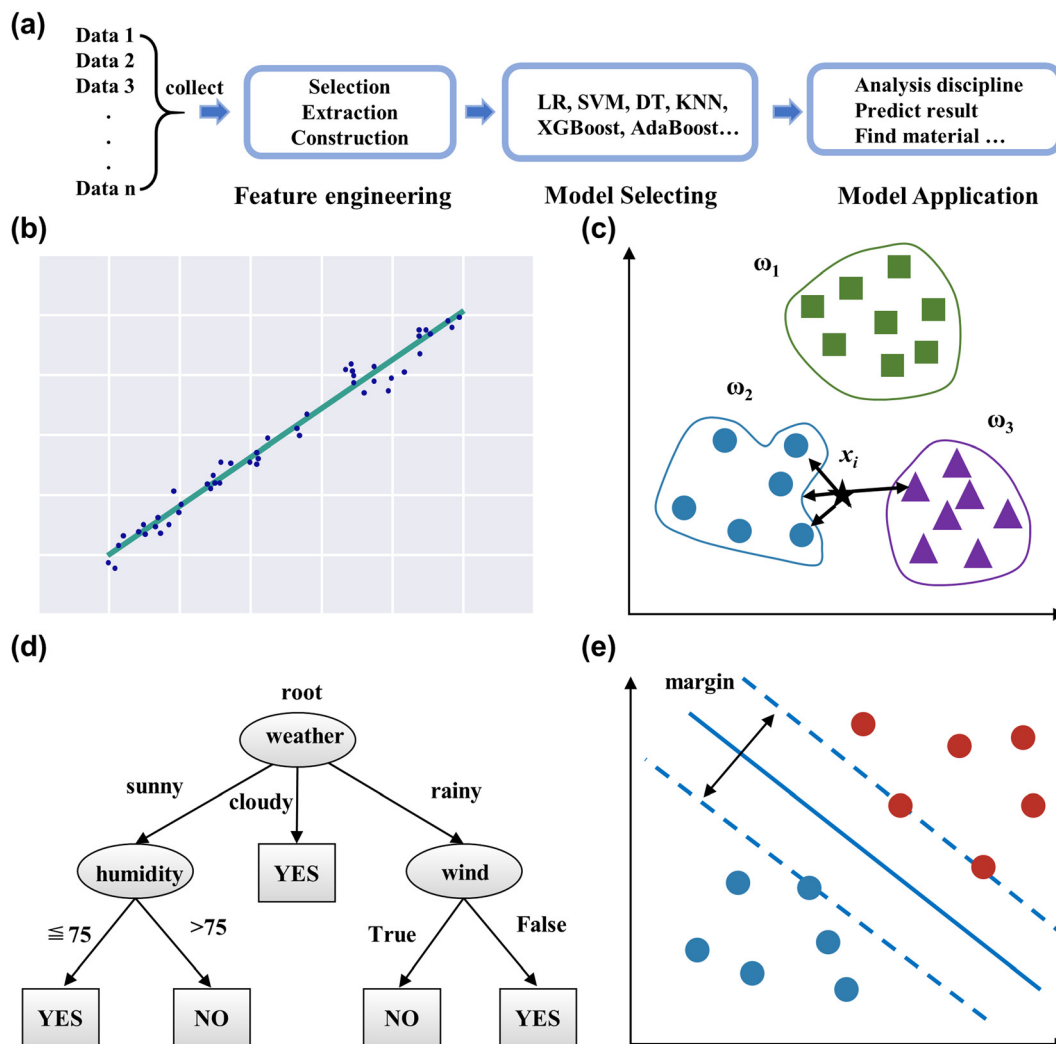 (a)
Data 1
Data 2
Data 3
.
.
.
.
Data n
collect
Selection
Extraction
Construction
Feature engineering
LR, SVM, DT, KNN,
XGBoost, AdaBoost…
Model Selecting
Analysis discipline
Predict result
Find material …
Model Application
(b)
(c)
ω1
ω2
ω3
xi
(d)
root
weather
sunny
cloudy
rainy
humidity
YES
wind
≦ 75
>75
True
False
YES
NO
NO
YES
(e)
margin